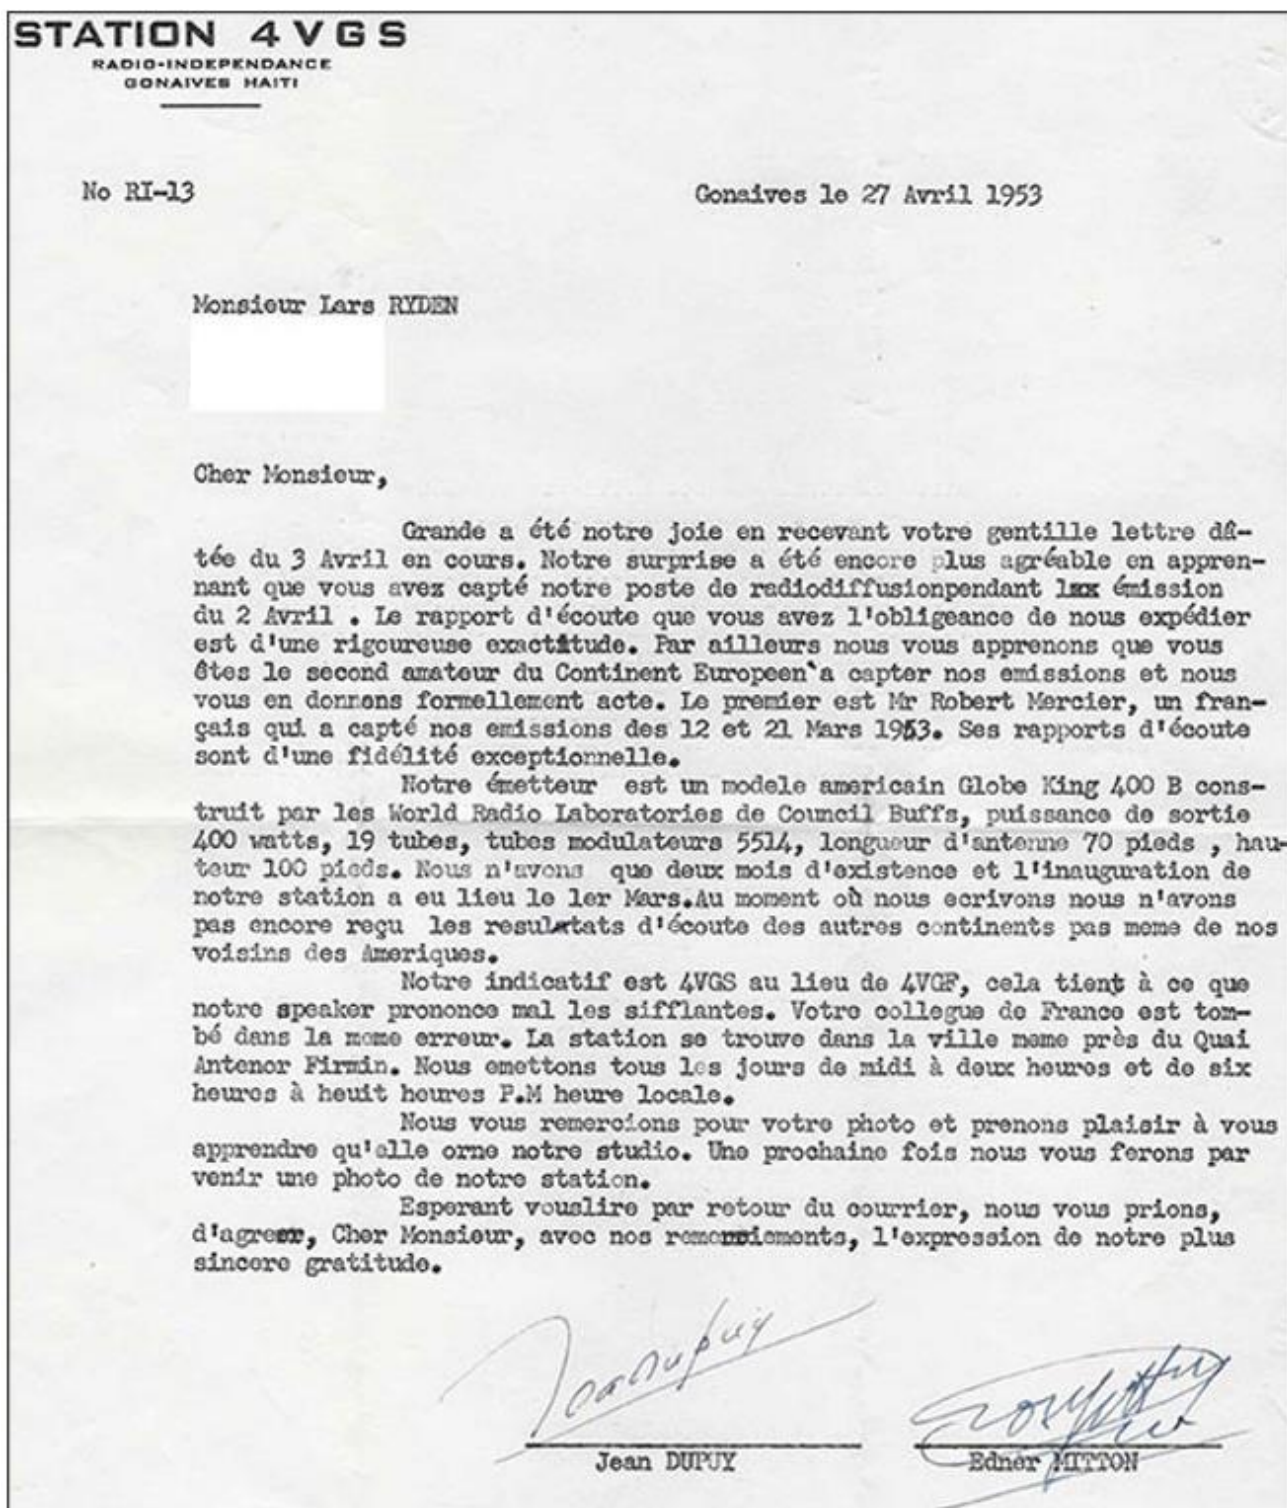 STATION 4VGS
RADIO-INDEPENDANCE
GONAIVES HAITI
No RI-13
Gonaives le 27 Avril 1953
Monsieur Lars RYDEN
Cher Monsieur,
Grande a été notre joie en recevant votre gentille lettre dâ-
tée du 3 Avril en cours. Notre surprise a été encore plus agréable en appren-
nant que vous avez capté notre poste de radiodiffusionpendant lxx émission
du 2 Avril . Le rapport d'écoute que vous avez l'obligeance de nous expédier
est d'une rigoureuse exactitude. Par ailleurs nous vous apprenons que vous
êtes le second amateur du Continent Europeen`a capter nos emissions et nous
vous en donnons formellement acte. Le premier est Mr Robert Mercier, un fran-
çais qui a capté nos emissions des 12 et 21 Mars 1953. Ses rapports d'écoute
sont d'une fidélité exceptionnelle.
Notre émetteur est un modele americain Globe King 400 B cons-
truit par les World Radio Laboratories de Council Buffs, puissance de sortie
400 watts, 19 tubes, tubes modulateurs 5514, longueur d'antenne 70 pieds , hau-
teur 100 pieds. Nous n'avons que deux mois d'existence et l'inauguration de
notre station a eu lieu le 1er Mars.Au moment où nous ecrivons nous n'avons
pas encore reçu les resulxtats d'écoute des autres continents pas meme de nos
voisins des Ameriques.
Notre indicatif est 4VGS au lieu de 4VGF, cela tient à ce que
notre speaker prononce mal les sifflantes. Votre collegue de France est tom-
bé dans la meme erreur. La station se trouve dans la ville meme près du Quai
Antenor Firmin. Nous emettons tous les jours de midi à deux heures et de six
heures à heuit heures P.M heure locale.
Nous vous remercions pour votre photo et prenons plaisir à vous
apprendre qu'elle orne notre studio. Une prochaine fois nous vous ferons par
venir une photo de notre station.
Esperant vouslire par retour du courrier, nous vous prions,
d'agreer, Cher Monsieur, avec nos remerciements, l'expression de notre plus
sincere gratitude.
Jean Dupuy
Jean DUPUY
Edner MITTON